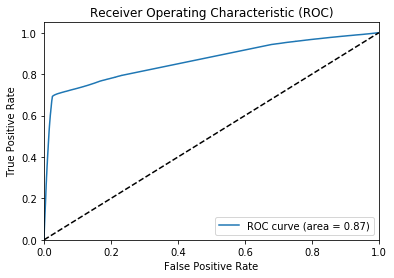 Receiver Operating Characteristic (ROC)
True Positive Rate
1.0
0.8
0.6
0.4
0.2
0.0
ROC curve (area = 0.87)
0.0 0.2 0.4 0.6 0.8 1.0
False Positive Rate